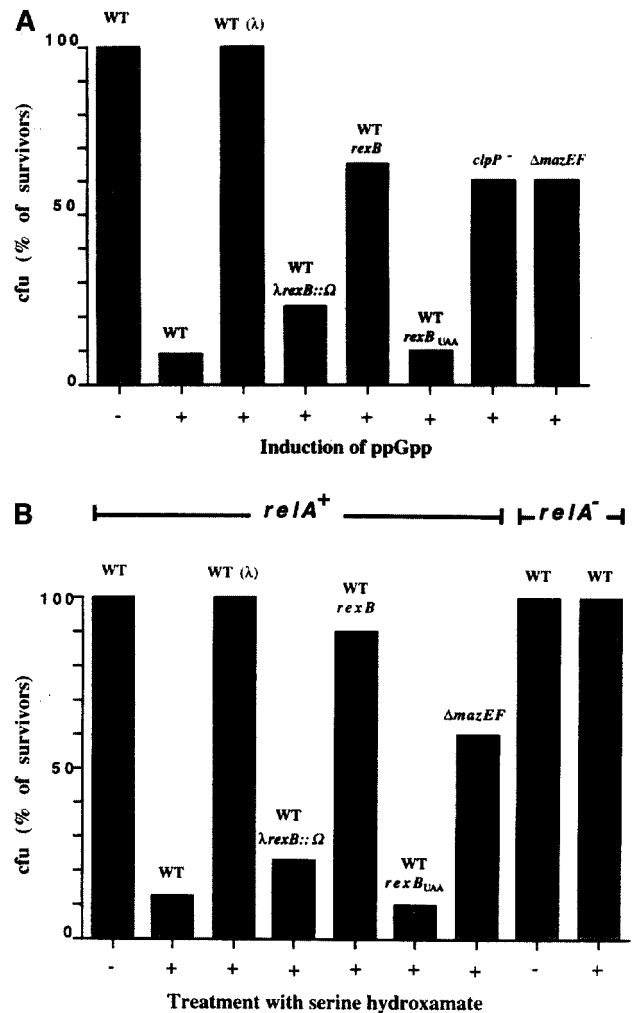 A
WT
WT (λ)
100
WT
rexB
clpP - ΔmazEF
cfu (% of survivors)
50
WT
λrexB::Ω
WT
WT
rexB UAA
0
- + + + + + + +
Induction of ppGpp
B
relA+ relA-
WT
WT (λ)
WT
rexB
WT
WT
100
ΔmazEF
cfu (% of survivors)
50
WT
λrexB::Ω
WT
WT
rexBUAA
0
- + + + + + + - +
Treatment with serine hydroxamate